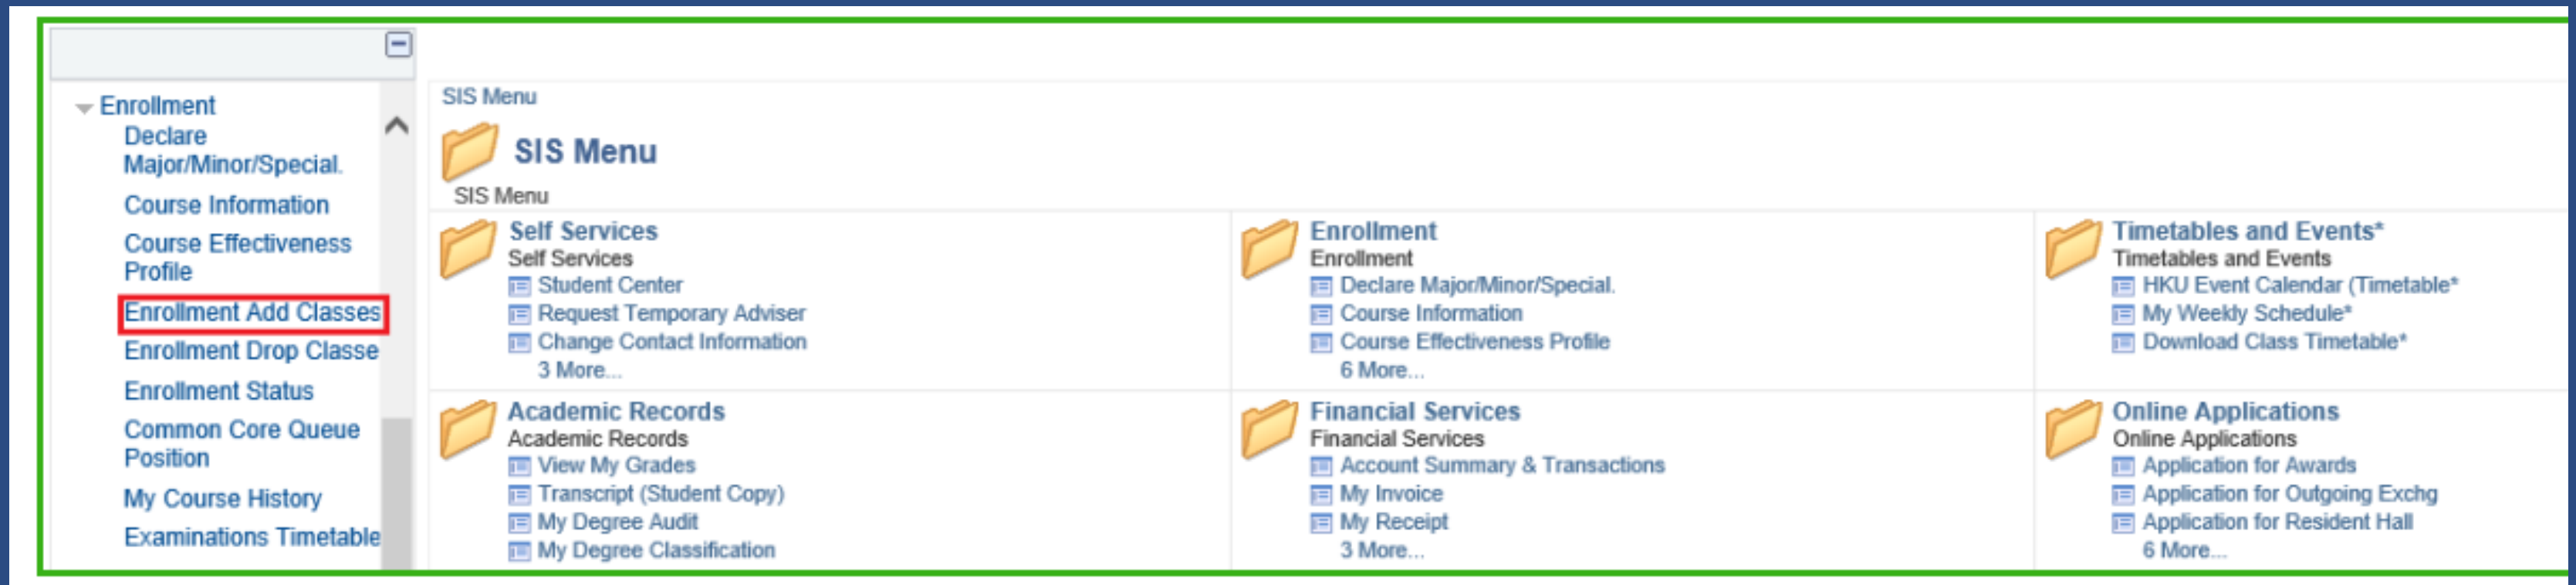 Enrollment
Declare
Major/Minor/Special.
Course Information
Course Effectiveness
Profile
Enrollment Add Classes
Enrollment Drop Classe
Enrollment Status
Common Core Queue
Position
My Course History
Examinations Timetable
SIS Menu
SIS Menu
SIS Menu
Self Services
Self Services
Student Center
Request Temporary Adviser
Change Contact Information
3 More...
Enrollment
Enrollment
Declare Major/Minor/Special.
Course Information
Course Effectiveness Profile
6 More...
Timetables and Events*
Timetables and Events
HKU Event Calendar (Timetable*
My Weekly Schedule*
Download Class Timetable*
Academic Records
Academic Records
View My Grades
Transcript (Student Copy)
My Degree Audit
My Degree Classification
Financial Services
Financial Services
Account Summary & Transactions
My Invoice
My Receipt
3 More...
Online Applications
Online Applications
Application for Awards
Application for Outgoing Exchg
Application for Resident Hall
6 More...